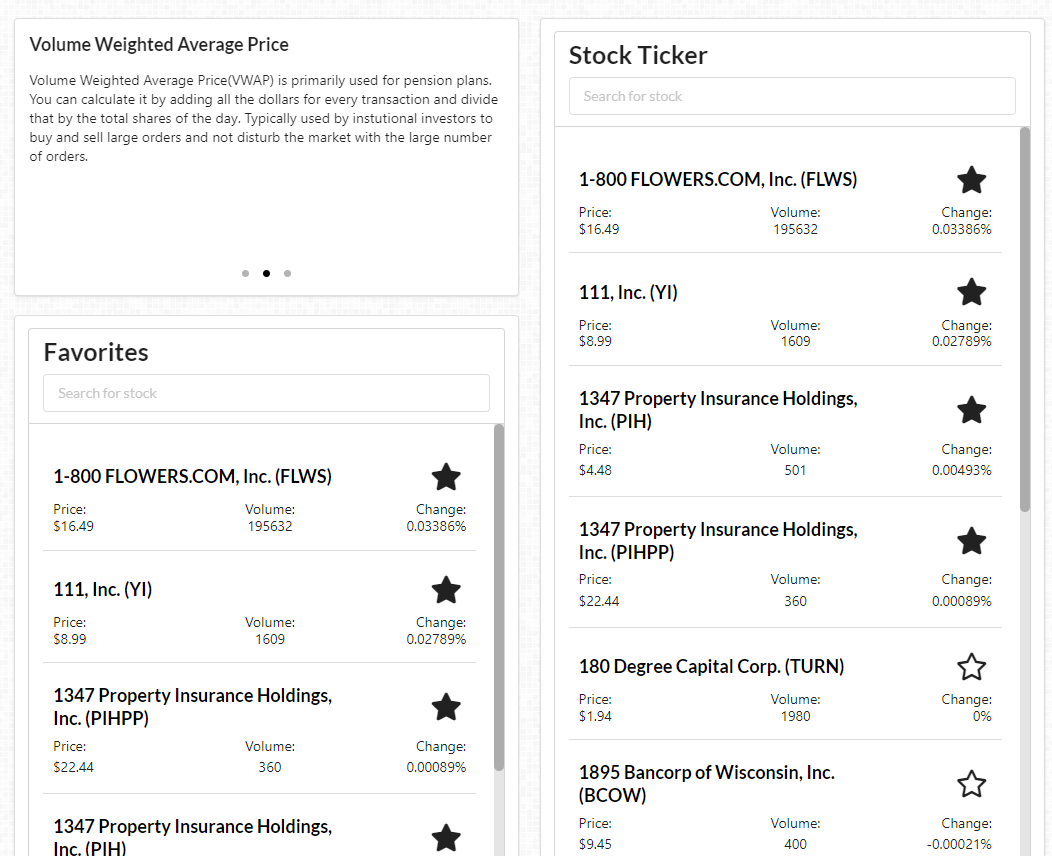 Volume Weighted Average Price
Volume Weighted Average Price(VWAP) is primarily used for pension plans.
You can calculate it by adding all the dollars for every transaction and divide
that by the total shares of the day. Typically used by instutional investors to
buy and sell large orders and not disturb the market with the large number
of orders.
Favorites
Search for stock
1-800 FLOWERS.COM, Inc. (FLWS)
Price: Volume: Change:
$16.49 195632 0.03386%
111, Inc. (YI)
Price: Volume: Change:
$8.99 1609 0.02789%
1347 Property Insurance Holdings,
Inc. (PIHPP)
Price: Volume: Change:
$22.44 360 0.00089%
1347 Property Insurance Holdings,
Inc. (PIH)
Stock Ticker
Search for stock
1-800 FLOWERS.COM, Inc. (FLWS)
Price: Volume: Change:
$16.49 195632 0.03386%
111, Inc. (YI)
Price: Volume: Change:
$8.99 1609 0.02789%
1347 Property Insurance Holdings,
Inc. (PIH)
Price: Volume: Change:
$4.48 501 0.00493%
1347 Property Insurance Holdings,
Inc. (PIHPP)
Price: Volume: Change:
$22.44 360 0.00089%
180 Degree Capital Corp. (TURN)
Price: Volume: Change:
$1.94 1980 0%
1895 Bancorp of Wisconsin, Inc.
(BCOW)
Price: Volume: Change:
$9.45 400 -0.00021%